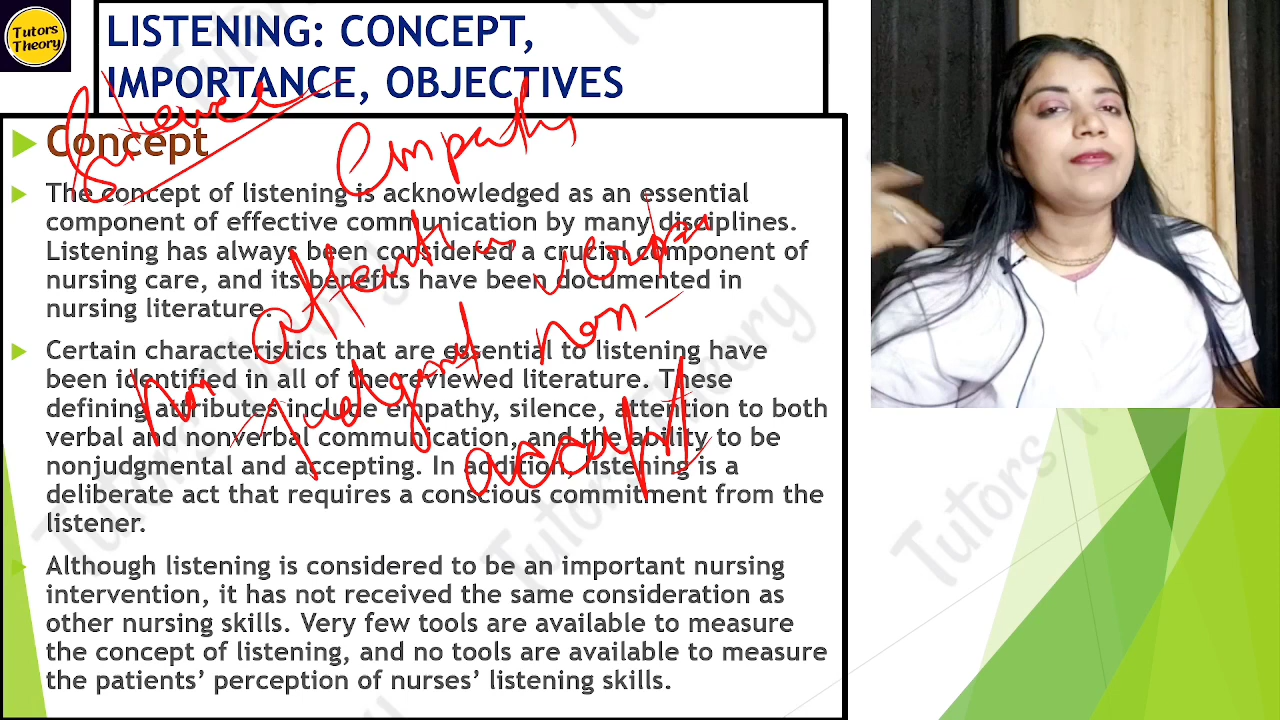 Tutors
Theory
LISTENING: CONCEPT,
IMPORTANCE, OBJECTIVES
Concept
Silence
empathy
The concept of listening is acknowledged as an essential
component of effective communication by many disciplines.
Listening has always been considered a crucial component of
nursing care, and its benefits have been documented in
nursing literature.
attention
non-
Certain characteristics that are essential to listening have
been identified in all of the reviewed literature. These
defining attributes include empathy, silence, attention to both
verbal and nonverbal communication, and the ability to be
nonjudgmental and accepting. In addition, listening is a
deliberate act that requires a conscious commitment from the
listener.
non
accept
Although listening is considered to be an important nursing
intervention, it has not received the same consideration as
other nursing skills. Very few tools are available to measure
the concept of listening, and no tools are available to measure
the patients’ perception of nurses’ listening skills.
Tutors Theory